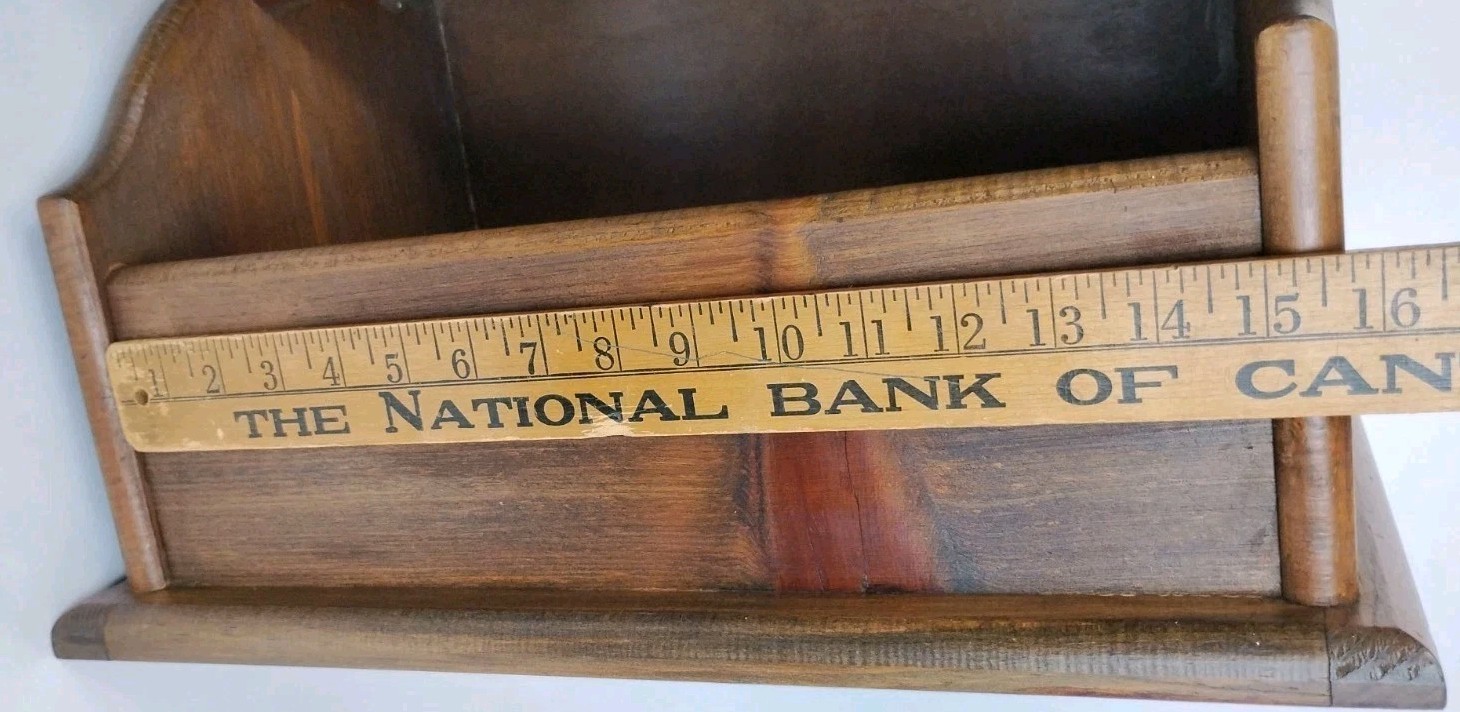 1 2 3 4 5 6 7 8 9 10 11 12 13 14 15 16
THE NATIONAL BANK OF CAN